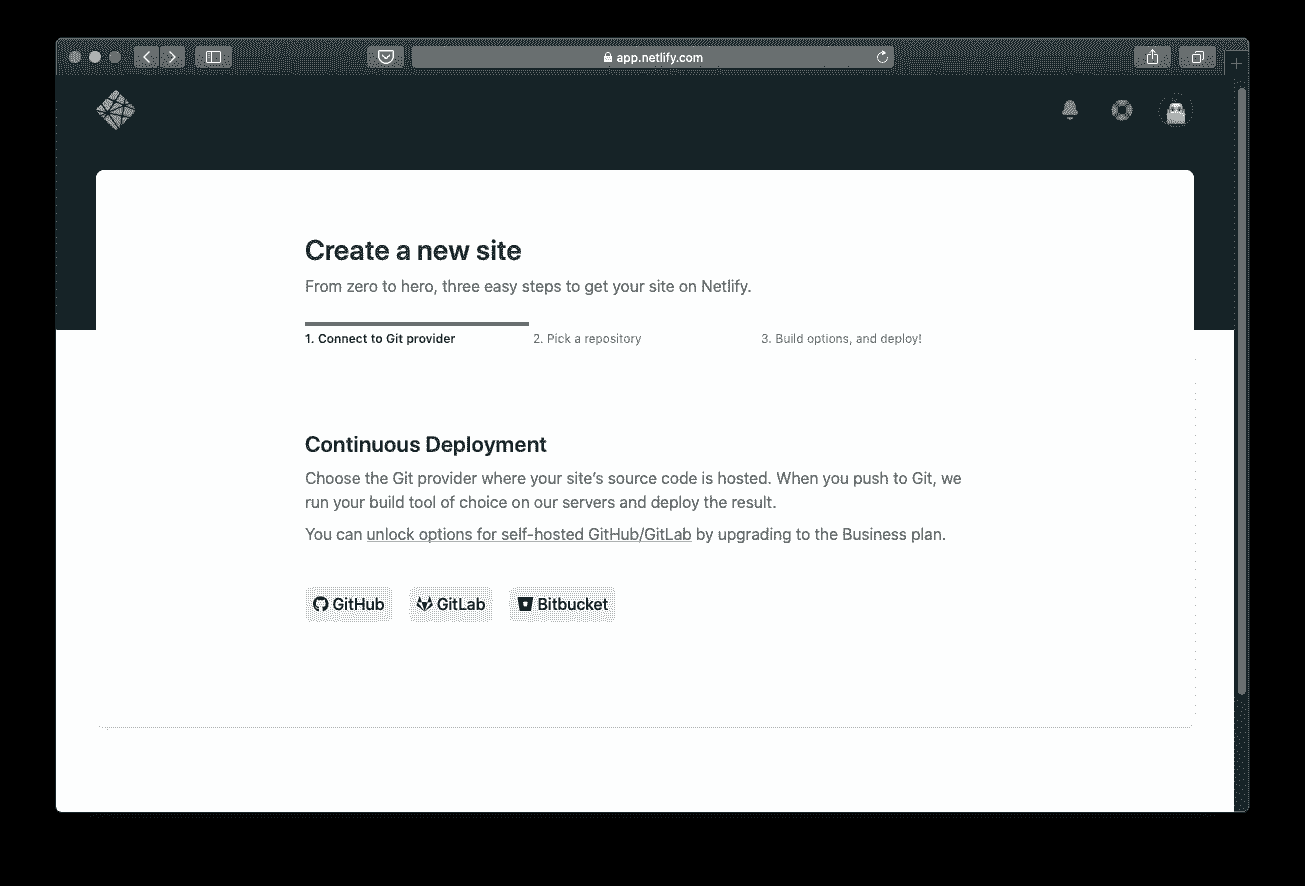 app.netlify.com
Create a new site
From zero to hero, three easy steps to get your site on Netlify.
1. Connect to Git provider
2. Pick a repository
3. Build options, and deploy!
Continuous Deployment
Choose the Git provider where your site’s source code is hosted. When you push to Git, we
run your build tool of choice on our servers and deploy the result.
You can unlock options for self-hosted GitHub/GitLab by upgrading to the Business plan.
GitHub
GitLab
Bitbucket